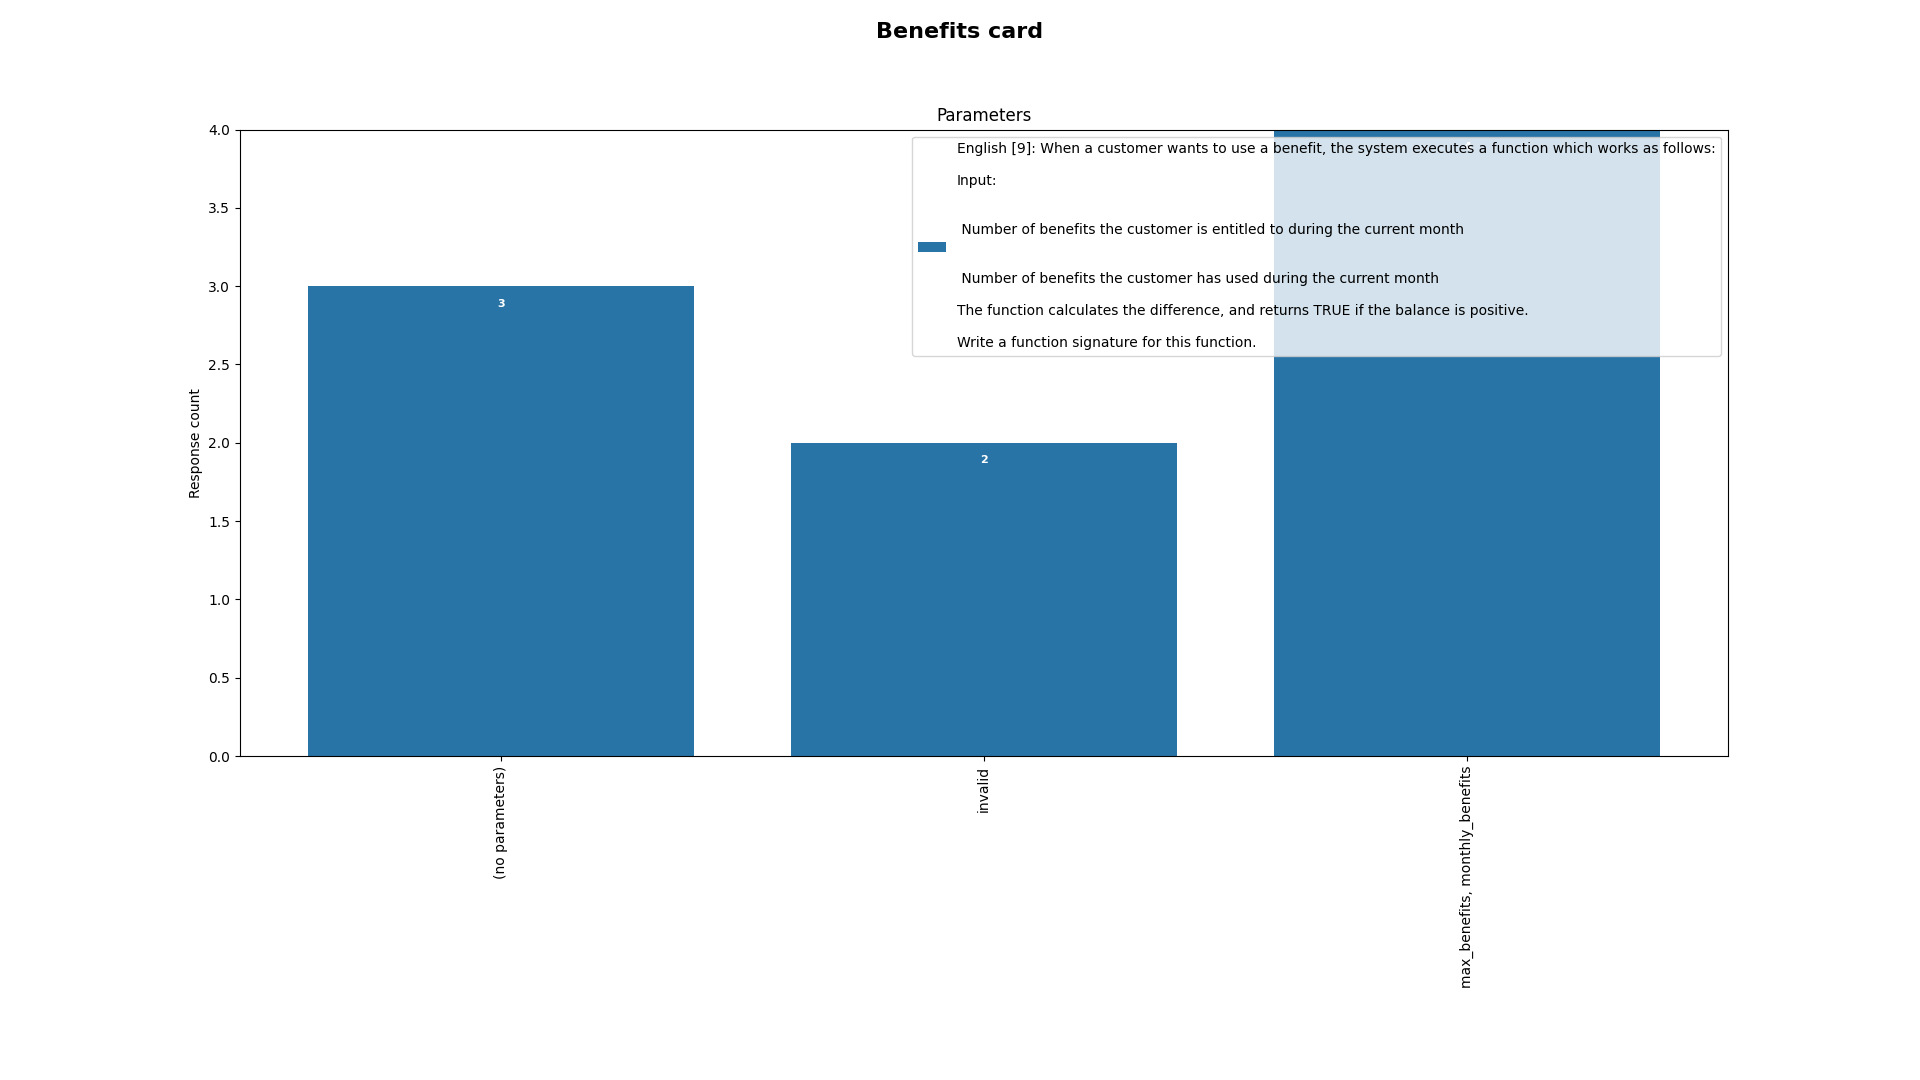 Benefits card
Parameters
4.0
3.5
3.0
2.5
2.0
1.5
1.0
0.5
0.0
Response count
English [9]: When a customer wants to use a benefit, the system executes a function which works as follows:
Input:
Number of benefits the customer is entitled to during the current month
Number of benefits the customer has used during the current month
The function calculates the difference, and returns TRUE if the balance is positive.
Write a function signature for this function.
3
2
(no parameters)
invalid
max_benefits, monthly_benefits